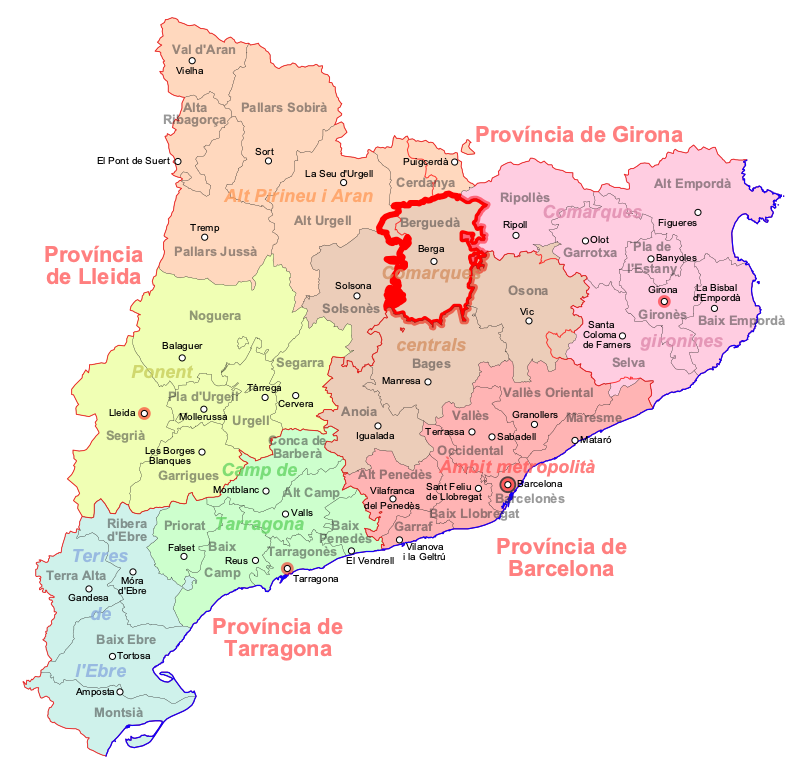 Val d'Aran
Vielha
Alta
Ribagorça
Pallars Sobirà
El Pont de Suert
Sort
La Seu d'Urgell
Puigcerdà
Cerdanya
Província de Girona
Alt Pirineu i Aran
Alt Urgell
Tremp
Pallars Jussà
Província
de Lleida
Berguedà
Berga
Comarques
centrals
Ripollès
Ripoll
Comarques
gironines
Alt Empordà
Figueres
Olot
Garrotxa
Pla de
l'Estany
Banyoles
Girona
Gironès
La Bisbal
d'Empordà
Baix Empordà
Santa
Coloma
de Farners
Selva
Solsona
Solsonès
Osona
Vic
Noguera
Balaguer
Ponent
Segarra
Pla d'Urgell
Mollerussa
Tàrrega
Cervera
Urgell
Lleida
Segrià
Les Borges
Blanques
Garrigues
Bages
Manresa
Anoia
Igualada
Vallès Oriental
Granollers
Vallès
Occidental
Terrassa
Sabadell
Maresme
Mataró
Àmbit metropolità
Barcelona
Barcelonès
Sant Feliu
de Llobregat
Baix Llobregat
Alt Penedès
Vilafranca
del Penedès
Garraf
Vilanova
i la Geltrú
Província de
Barcelona
Conca de
Barberà
Camp de
Tarragona
Montblanc
Alt Camp
Valls
Priorat
Falset
Baix
Camp
Reus
Tarragonès
Tarragona
Baix
Penedès
El Vendrell
Província de
Tarragona
Ribera
d'Ebre
Terres
de
l'Ebre
Terra Alta
Gandesa
Móra
d'Ebre
Baix Ebre
Tortosa
Amposta
Montsià